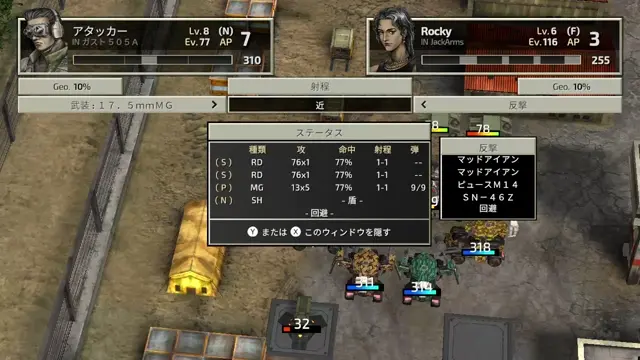 アタッカー Lv.8 (N) 7
IN ガスト505A Ev.77 AP
310
Rocky Lv.6 (F) 3
IN JackArms Ev.116 AP
255
Geo. 10% 射程 Geo. 10%
武装:17.5mmMG 近 反撃
ステータス
種類 攻 命中 射程 弾
(S) RD 76x1 77% 1-1 --
(S) RD 76x1 77% 1-1 --
(P) MG 13x5 77% 1-1 9/9
(N) SH - 盾 -
- 回避 -
Y または X このウィンドウを隠す
反撃
マッドアイアン
マッドアイアン
ピュースM14
SN-46Z
回避
78
318
311
32